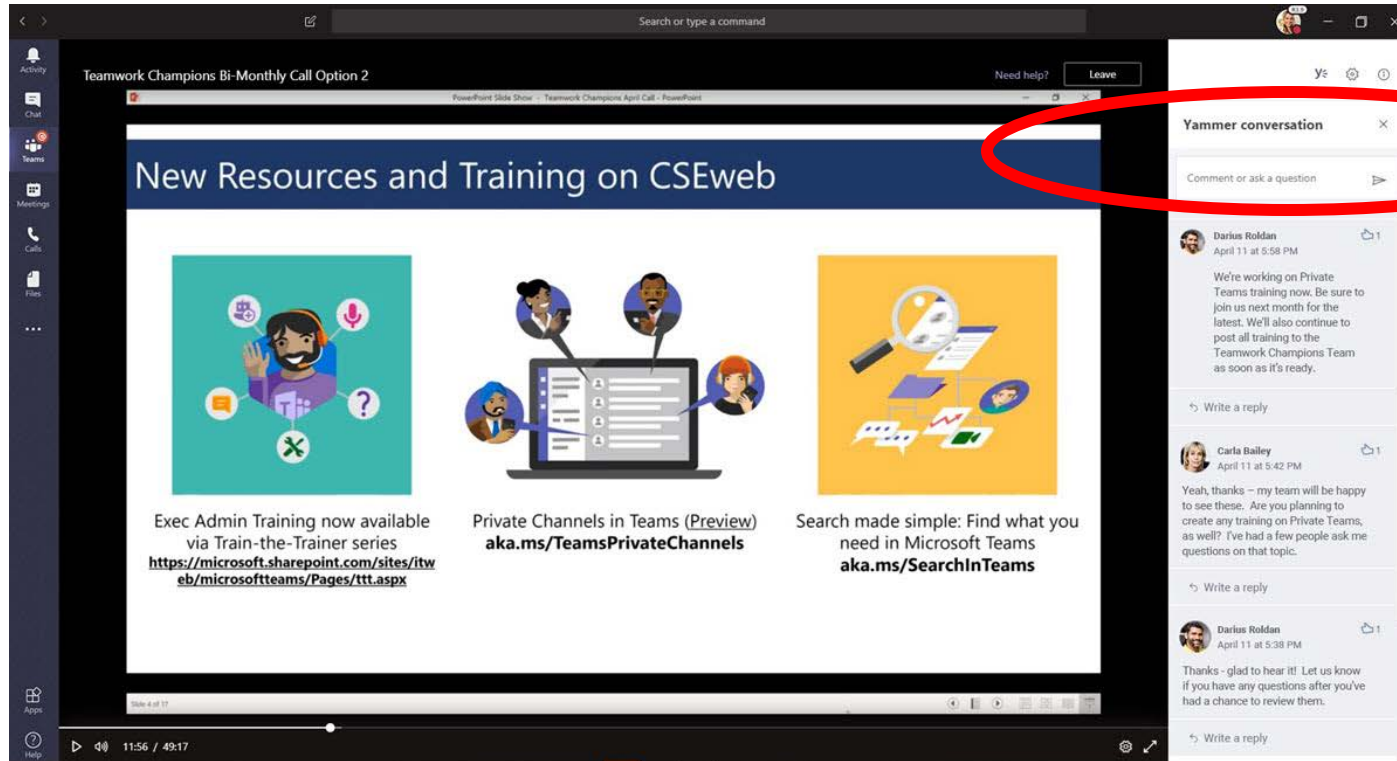 Search or type a command
Activity
Chat
Teams
Meetings
Calls
Files
Apps
Help
Teamwork Champions Bi-Monthly Call Option 2
Need help?
Leave
PowerPoint Slide Show - Teamwork Champions April Call - PowerPoint
New Resources and Training on CSEweb
Exec Admin Training now available
via Train-the-Trainer series
https://microsoft.sharepoint.com/sites/itw
eb/microsoftteams/Pages/ttt.aspx
Private Channels in Teams (Preview)
aka.ms/TeamsPrivateChannels
Search made simple: Find what you
need in Microsoft Teams
aka.ms/SearchInTeams
Slide 4 of 17
11:56 / 49:17
Yammer conversation
Comment or ask a question
Darius Roldan
1
April 11 at 5:58 PM
We're working on Private
Teams training now. Be sure to
join us next month for the
latest. We'll also continue to
post all training to the
Teamwork Champions Team
as soon as it's ready.
Write a reply
Carla Bailey
1
April 11 at 5:42 PM
Yeah, thanks – my team will be happy
to see these. Are you planning to
create any training on Private Teams,
as well? I've had a few people ask me
questions on that topic.
Write a reply
Darius Roldan
1
April 11 at 5:38 PM
Thanks - glad to hear it! Let us know
if you have any questions after you've
had a chance to review them.
Write a reply